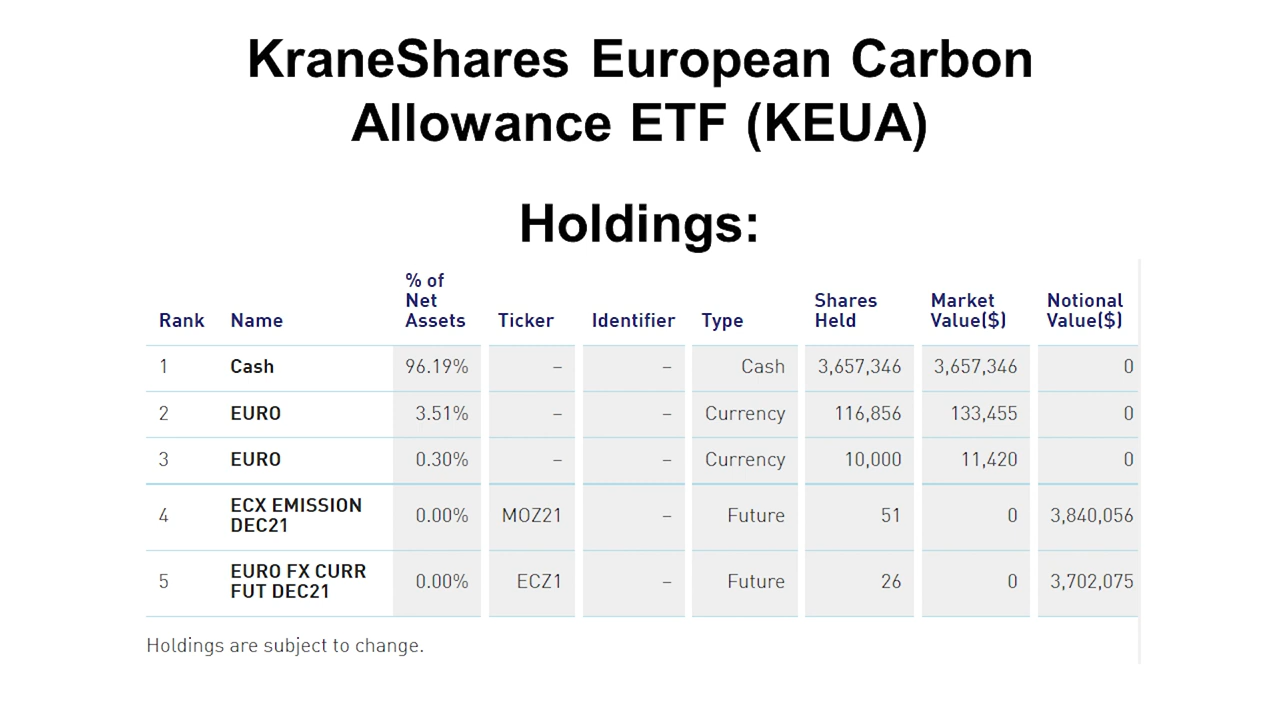 KraneShares European Carbon
Allowance ETF (KEUA)
Holdings:
Rank Name % of Net Assets Ticker Identifier Type Shares Held Market Value($) Notional Value($)
1 Cash 96.19% – – Cash 3,657,346 3,657,346 0
2 EURO 3.51% – – Currency 116,856 133,455 0
3 EURO 0.30% – – Currency 10,000 11,420 0
4 ECX EMISSION DEC21 0.00% MOZ21 – Future 51 0 3,840,056
5 EURO FX CURR FUT DEC21 0.00% ECZ1 – Future 26 0 3,702,075
Holdings are subject to change.